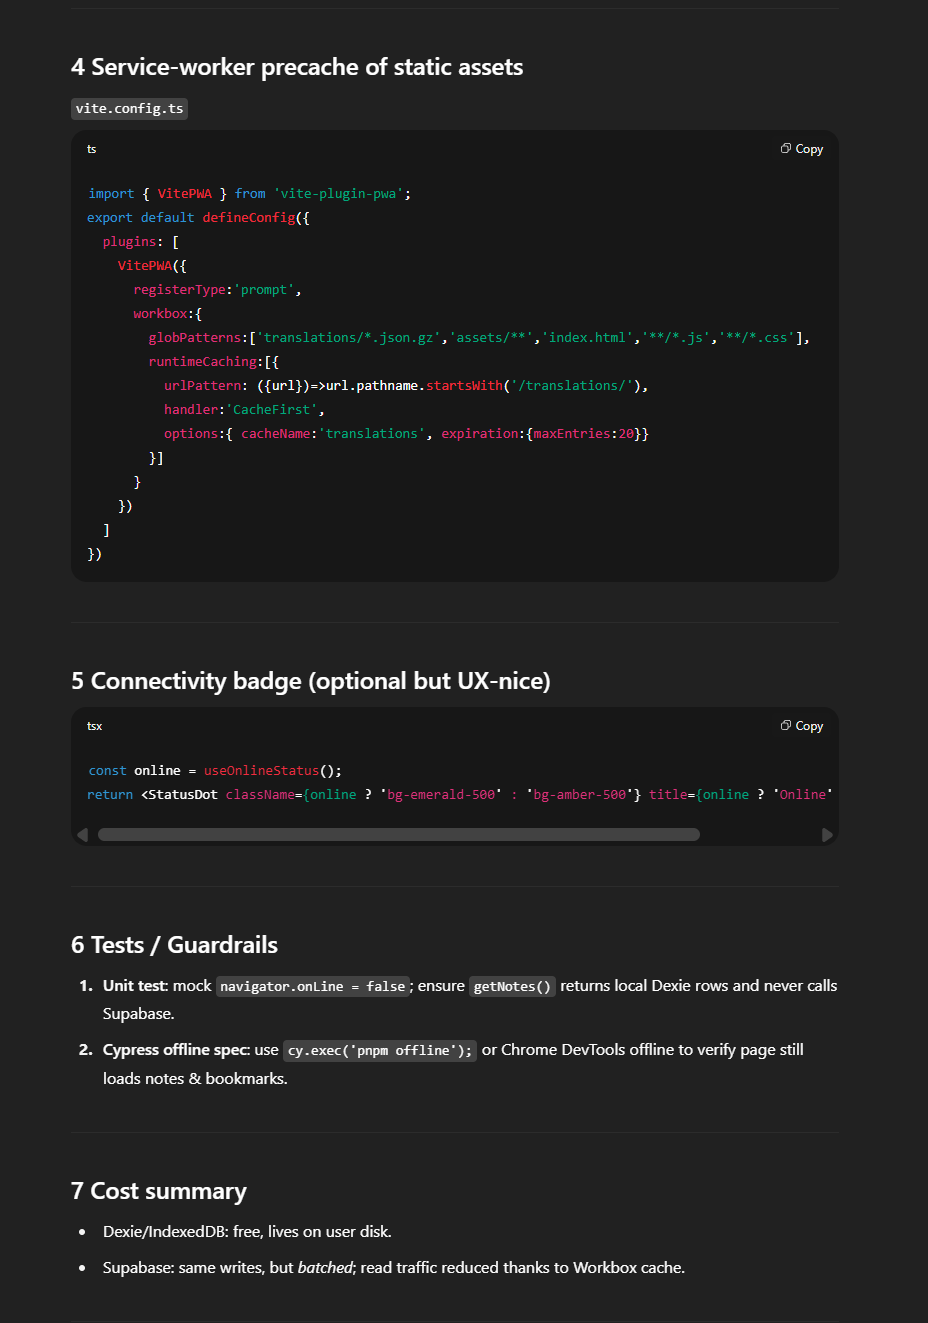 4 Service-worker precache of static assets
vite.config.ts
ts
Copy
import { VitePWA } from 'vite-plugin-pwa';
export default defineConfig({
  plugins: [
    VitePWA({
      registerType:'prompt',
      workbox:{
        globPatterns:['translations/*.json.gz','assets/**','index.html','**/*.js','**/*.css'],
        runtimeCaching:[{
          urlPattern: ({url})=>url.pathname.startsWith('/translations/'),
          handler:'CacheFirst',
          options:{ cacheName:'translations', expiration:{maxEntries:20}}
        }]
      }
    })
  ]
})
5 Connectivity badge (optional but UX-nice)
tsx
Copy
const online = useOnlineStatus();
return <StatusDot className={online ? 'bg-emerald-500' : 'bg-amber-500'} title={online ? 'Online'
6 Tests / Guardrails
1. Unit test: mock navigator.onLine = false; ensure getNotes() returns local Dexie rows and never calls
Supabase.
2. Cypress offline spec: use cy.exec('pnpm offline'); or Chrome DevTools offline to verify page still
loads notes & bookmarks.
7 Cost summary
• Dexie/IndexedDB: free, lives on user disk.
• Supabase: same writes, but batched; read traffic reduced thanks to Workbox cache.